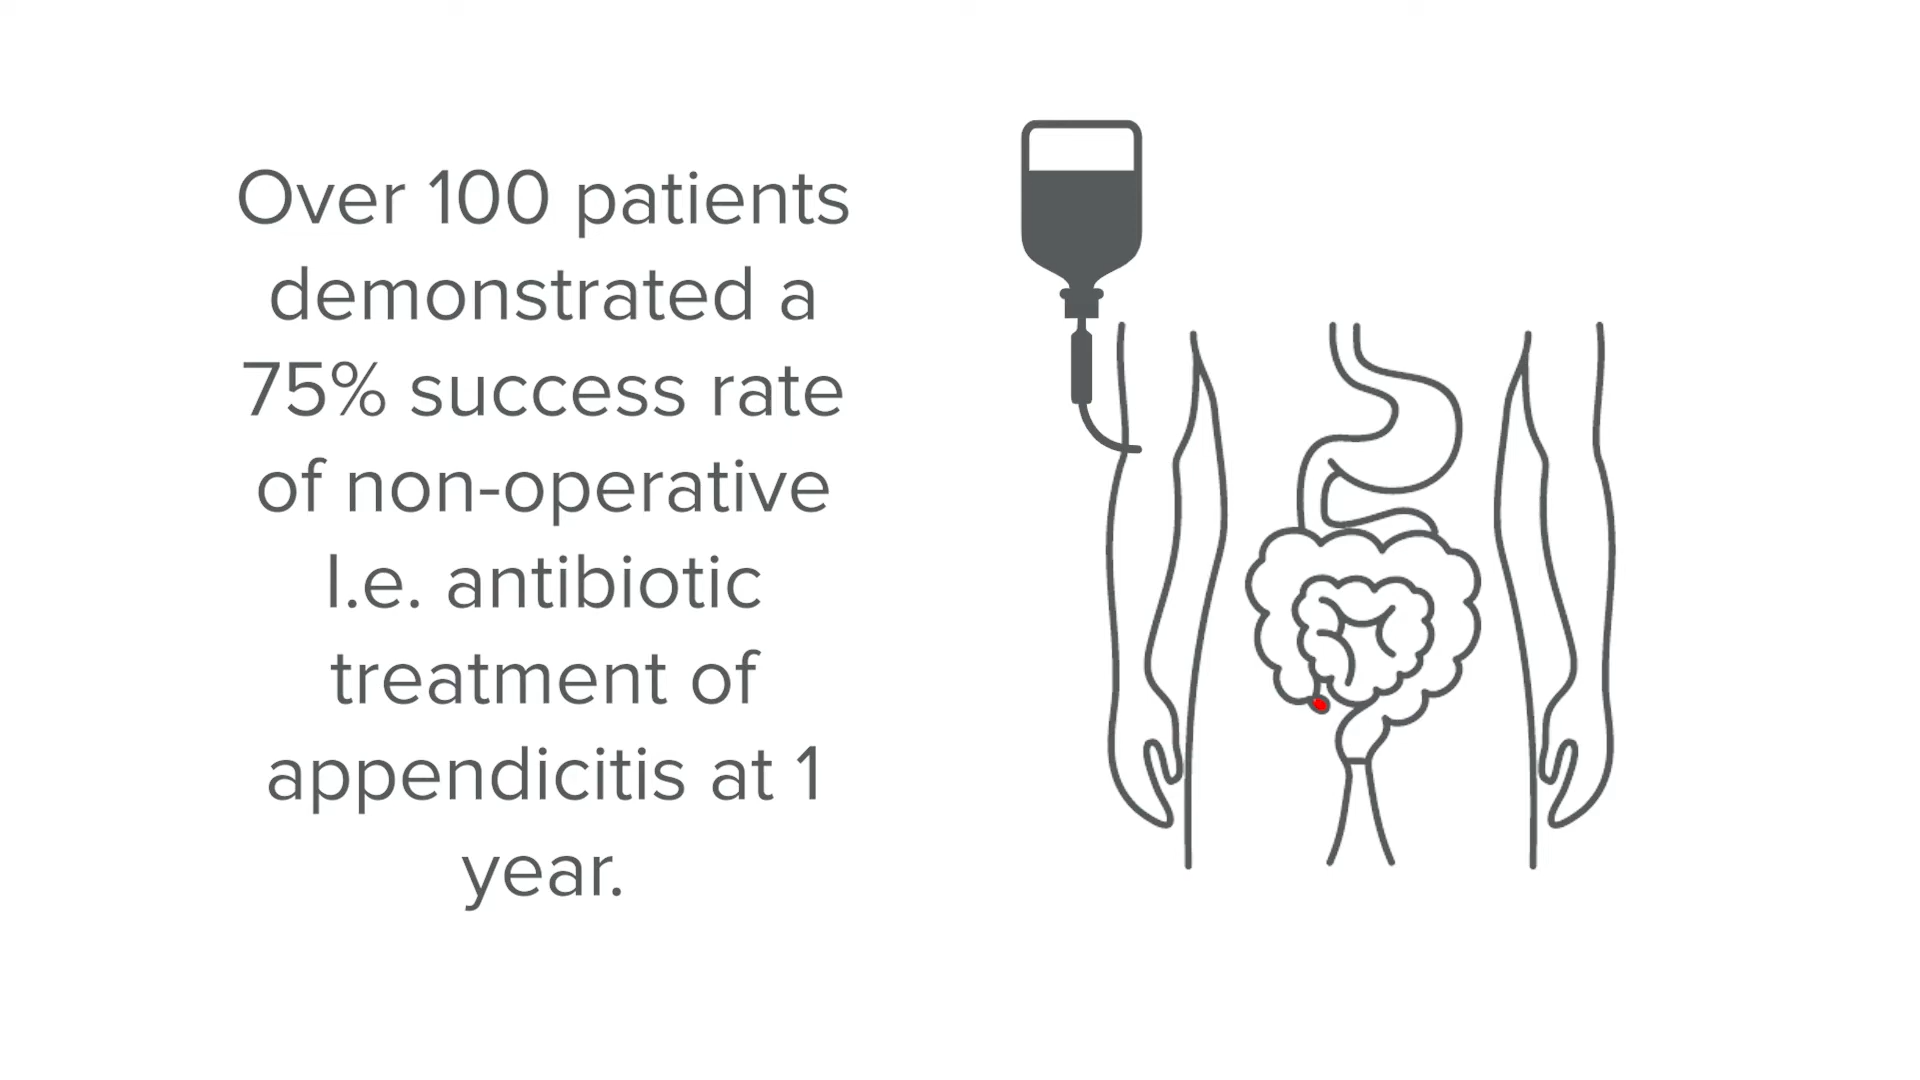 Over 100 patients
demonstrated a
75% success rate
of non-operative
I.e. antibiotic
treatment of
appendicitis at 1
year.